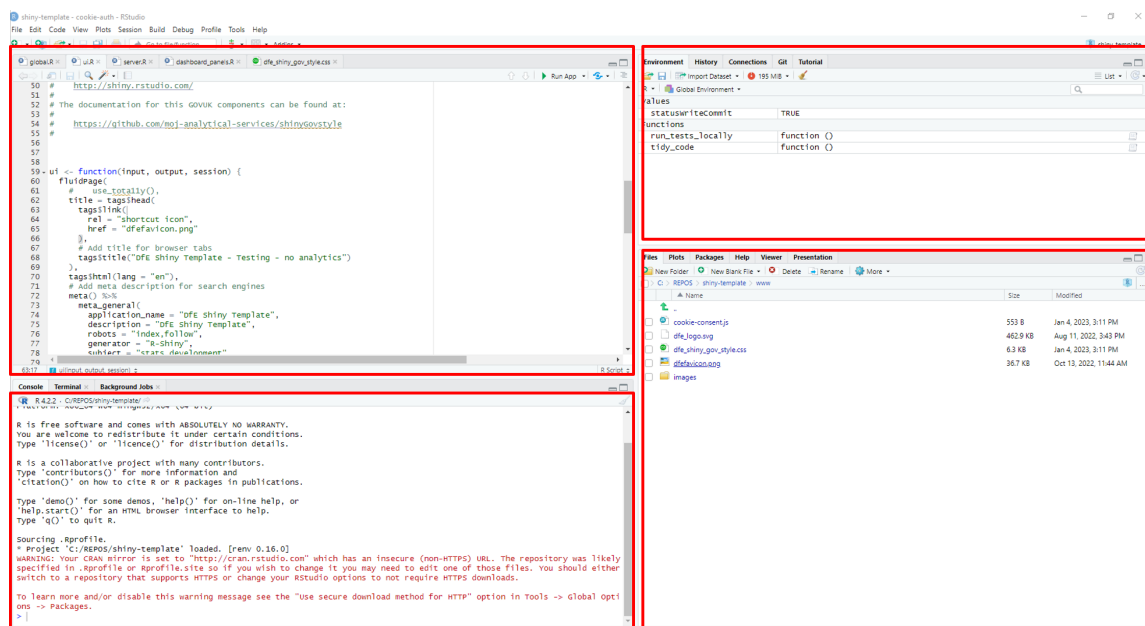 shiny-template - cookie-auth - RStudio
File Edit Code View Plots Session Build Debug Profile Tools Help
Go to file/function
Addins
shiny-template
global.R
ui.R
server.R
dashboard_panels.R
dfe_shiny_gov_style.css
Run App
50 # http://shiny.rstudio.com/
51 #
52 # The documentation for this GOVUK components can be found at:
53 #
54 # https://github.com/moj-analytical-services/shinyGovstyle
55 #
56
57
58
59 ui <- function(input, output, session) {
60 fluidPage(
61 # use_tota11y(),
62 title = tags$head(
63 tags$link(
64 rel = "shortcut icon",
65 href = "dfefavicon.png"
66 ),
67 # Add title for browser tabs
68 tags$title("DfE Shiny Template - Testing - no analytics")
69 ),
70 tags$html(lang = "en"),
71 # Add meta description for search engines
72 meta() %>%
73 meta_general(
74 application_name = "DfE Shiny Template",
75 description = "DfE Shiny Template",
76 robots = "index,follow",
77 generator = "R-Shiny",
78 subject = "stats development"
79
63:17 ui(input, output, session) R Script
Console Terminal Background Jobs
R 4.2.2 · C:/REPOS/shiny-template/
Platform: x86_64-w64-mingw32/x64 (64-bit)
R is free software and comes with ABSOLUTELY NO WARRANTY.
You are welcome to redistribute it under certain conditions.
Type 'license()' or 'licence()' for distribution details.
R is a collaborative project with many contributors.
Type 'contributors()' for more information and
'citation()' on how to cite R or R packages in publications.
Type 'demo()' for some demos, 'help()' for on-line help, or
'help.start()' for an HTML browser interface to help.
Type 'q()' to quit R.
Sourcing .Rprofile.
* Project 'C:/REPOS/shiny-template' loaded. [renv 0.16.0]
WARNING: Your CRAN mirror is set to "http://cran.rstudio.com" which has an insecure (non-HTTPS) URL. The repository was likely
specified in .Rprofile or Rprofile.site so if you wish to change it you may need to edit one of those files. You should either
switch to a repository that supports HTTPS or change your RStudio options to not require HTTPS downloads.
To learn more and/or disable this warning message see the "Use secure download method for HTTP" option in Tools -> Global Opti
ons -> Packages.
>
Environment History Connections Git Tutorial
Import Dataset 195 MiB List
R Global Environment
Values
statusWriteCommit TRUE
Functions
run_tests_locally function ()
tidy_code function ()
Files Plots Packages Help Viewer Presentation
New Folder New Blank File Delete Rename More
C: > REPOS > shiny-template > www
Name Size Modified
..
cookie-consent.js 553 B Jan 4, 2023, 3:11 PM
dfe_logo.svg 462.9 KB Aug 11, 2022, 3:43 PM
dfe_shiny_gov_style.css 6.3 KB Jan 4, 2023, 3:11 PM
dfefavicon.png 36.7 KB Oct 13, 2022, 11:44 AM
images